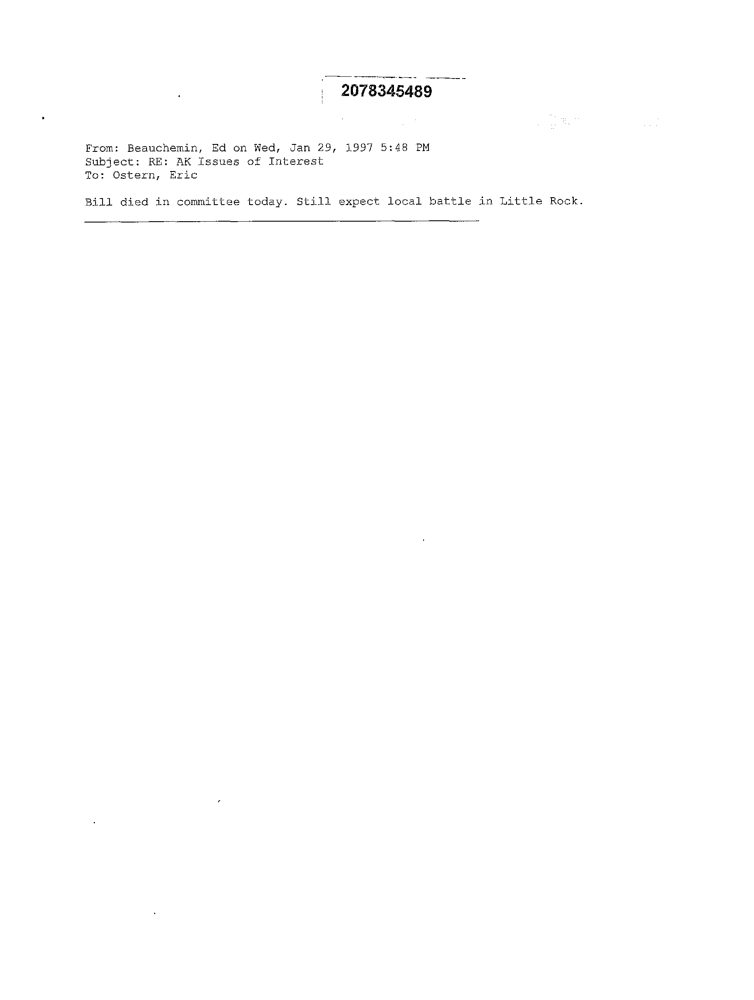 2078345489
From: Beauchemin, Ed on Wed, Jan 29, 1997 5:48 PM
Subject: RE: AK Issues of Interest
To: Ostern, Eric
Bill died in committee today. Still expect local battle in Little Rock.